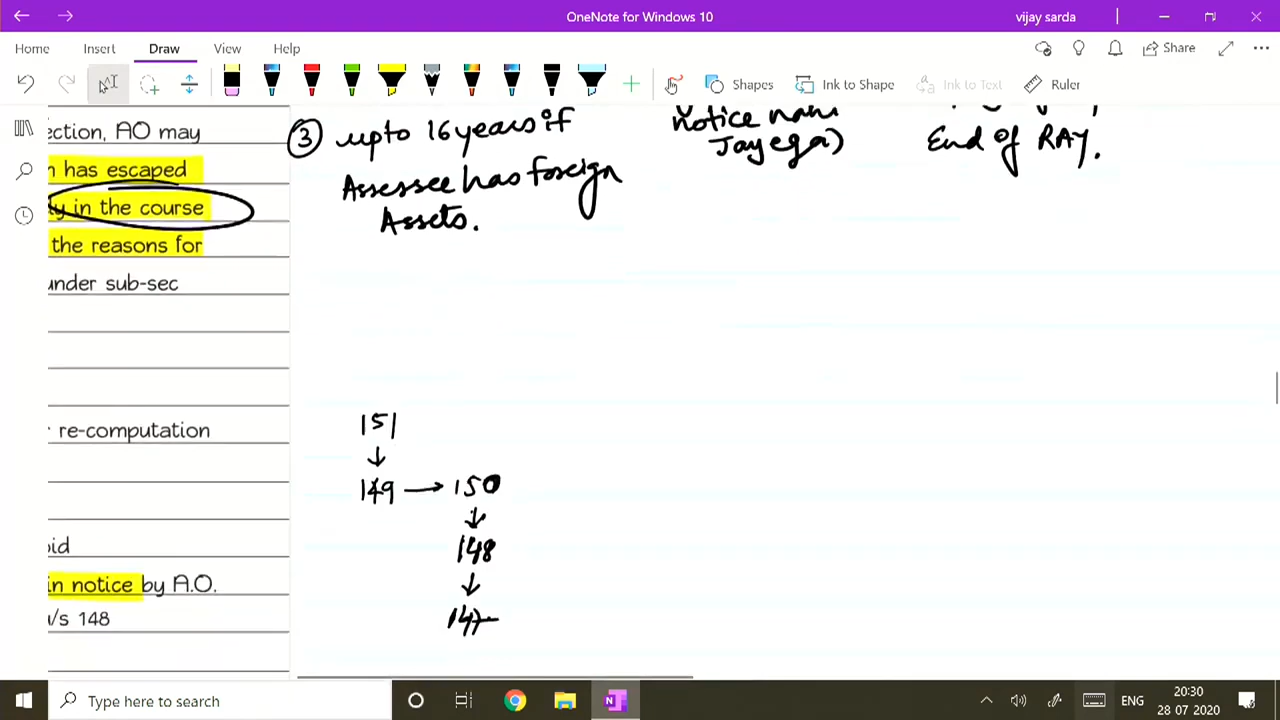 OneNote for Windows 10
vijay sarda
Home
Insert
Draw
View
Help
Share
Shapes
Ink to Shape
Ink to Text
Ruler
ection, AO may
n has escaped
ly in the course
the reasons for
under sub-sec
re-computation
oid
in notice by A.O.
u/s 148
③ upto 16 years if
Assessee has foreign
Assets.
notice nahi
Jayega)
End of RAY.
151
↓
149 → 150
↓
148
↓
147
Type here to search
ENG
20:30
28-07-2020